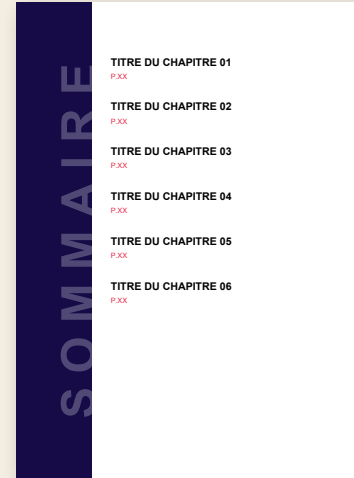 SOMMAIRE
TITRE DU CHAPITRE 01
P.XX
TITRE DU CHAPITRE 02
P.XX
TITRE DU CHAPITRE 03
P.XX
TITRE DU CHAPITRE 04
P.XX
TITRE DU CHAPITRE 05
P.XX
TITRE DU CHAPITRE 06
P.XX